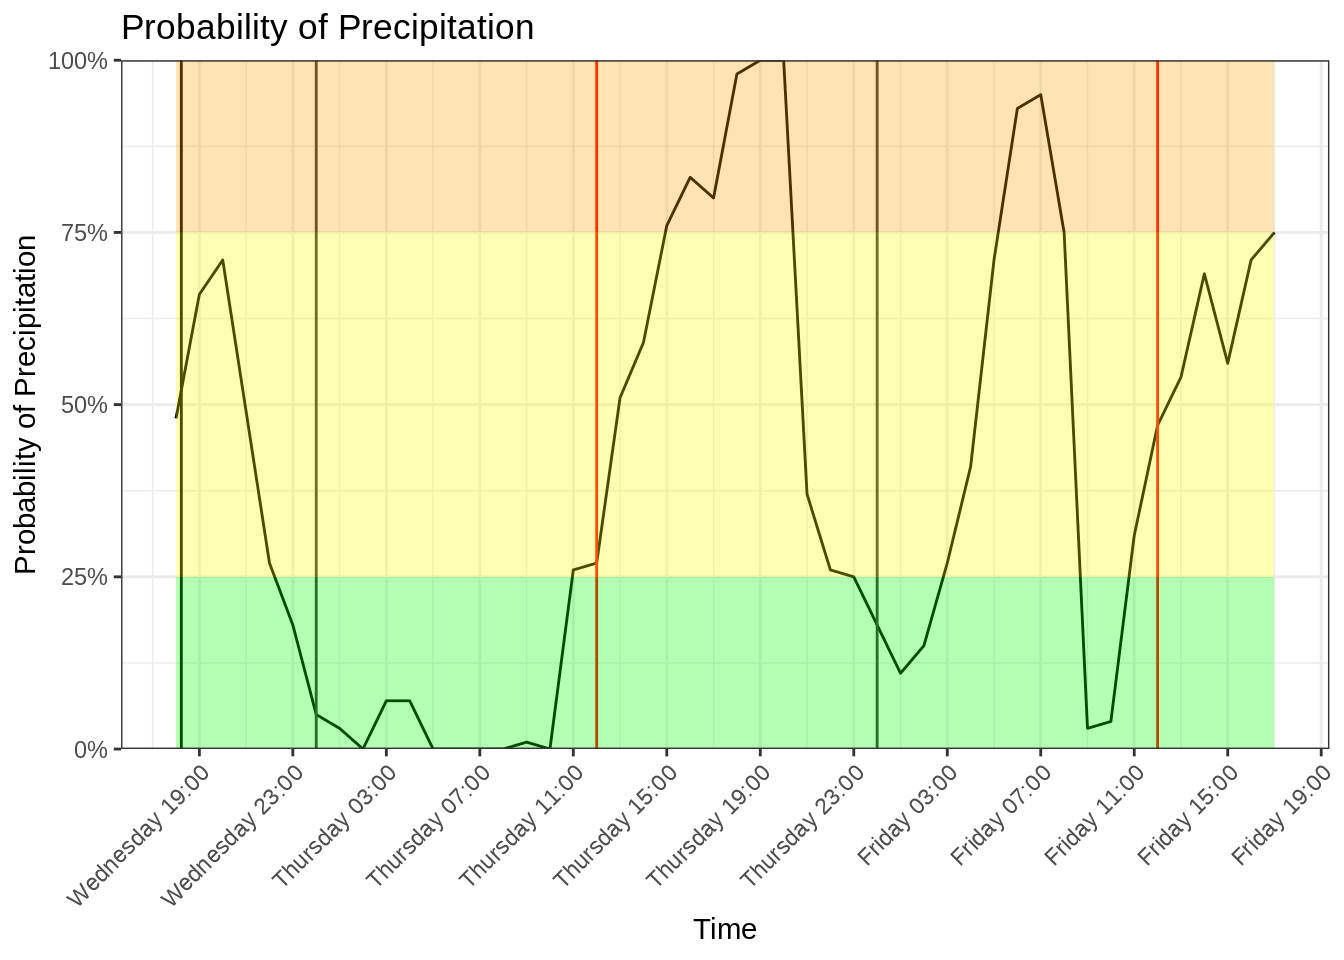 Probability of Precipitation
100%
75%
50%
25%
0%
Probability of Precipitation
Wednesday 19:00
Wednesday 23:00
Thursday 03:00
Thursday 07:00
Thursday 11:00
Thursday 15:00
Thursday 19:00
Thursday 23:00
Friday 03:00
Friday 07:00
Friday 11:00
Friday 15:00
Friday 19:00
Time